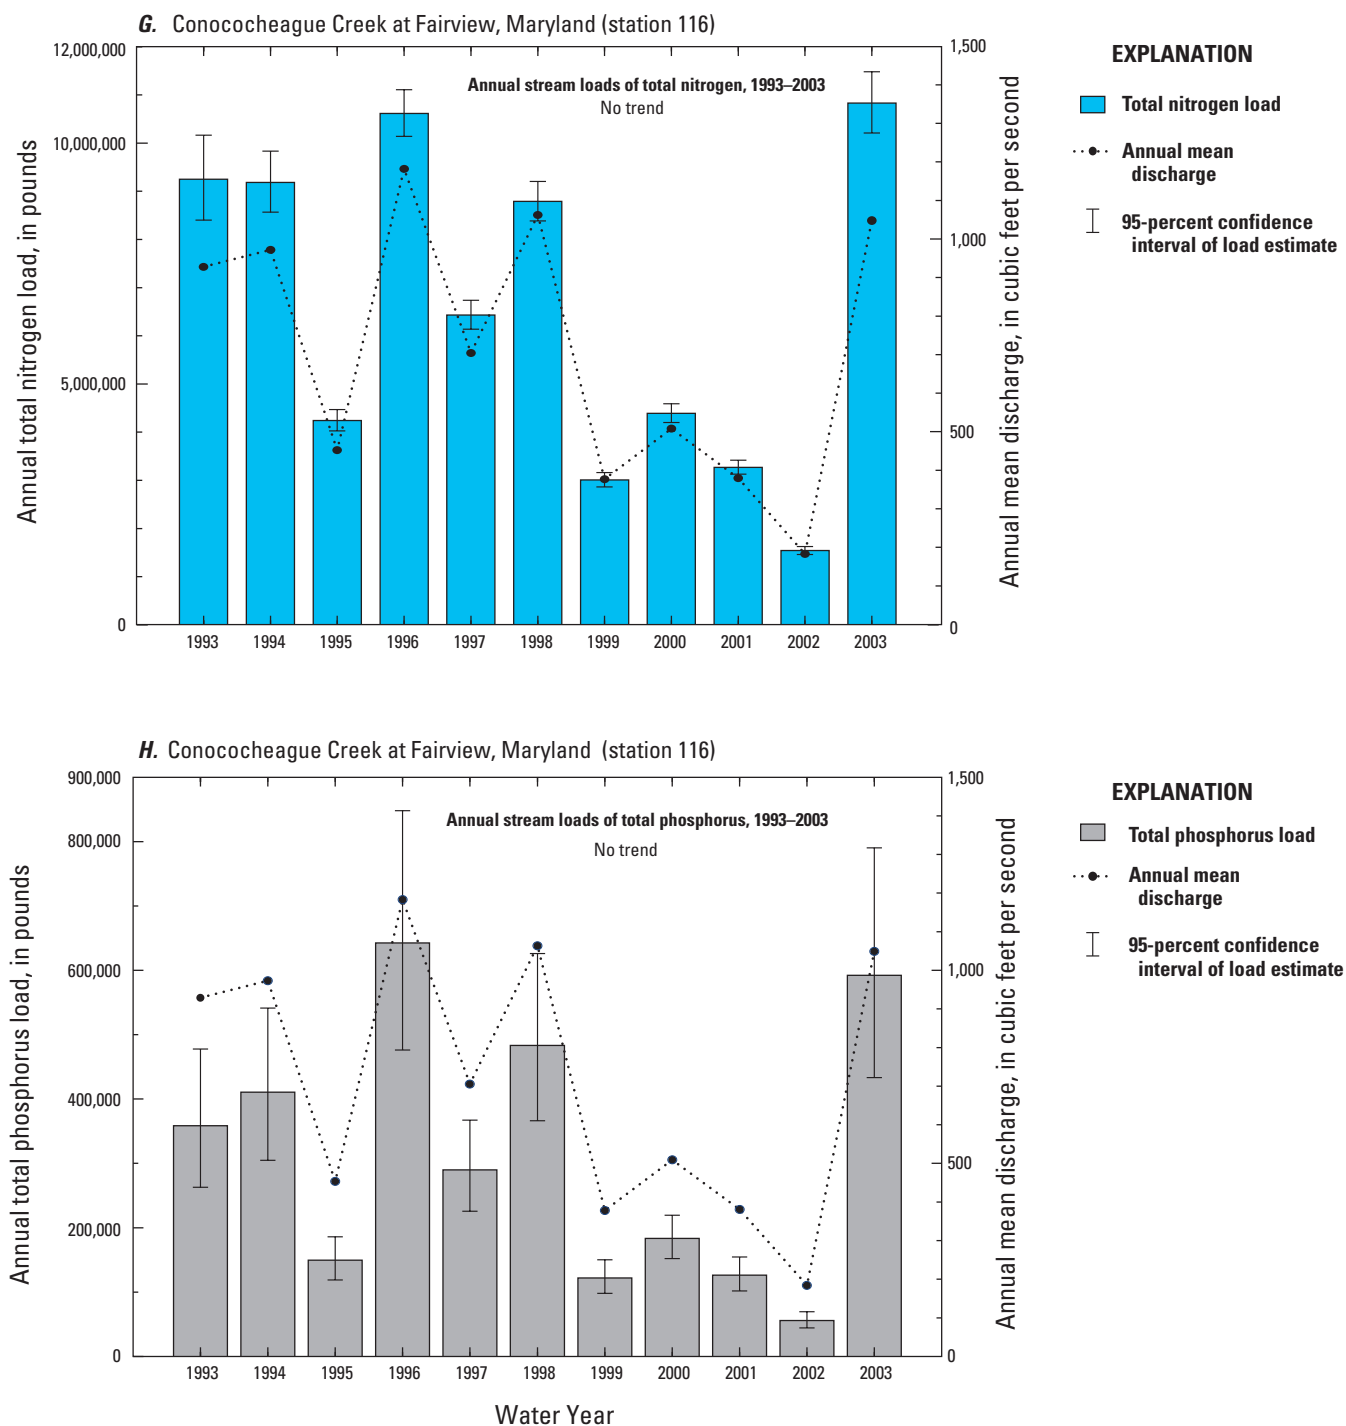 G. Conococheague Creek at Fairview, Maryland (station 116)
12,000,000
10,000,000
5,000,000
0
Annual total nitrogen load, in pounds
Annual stream loads of total nitrogen, 1993–2003
No trend
1,500
1,000
500
0
Annual mean discharge, in cubic feet per second
1993 1994 1995 1996 1997 1998 1999 2000 2001 2002 2003
EXPLANATION
Total nitrogen load
Annual mean
discharge
95-percent confidence
interval of load estimate
H. Conococheague Creek at Fairview, Maryland (station 116)
900,000
800,000
600,000
400,000
200,000
0
Annual total phosphorus load, in pounds
Annual stream loads of total phosphorus, 1993–2003
No trend
1,500
1,000
500
0
Annual mean discharge, in cubic feet per second
1993 1994 1995 1996 1997 1998 1999 2000 2001 2002 2003
Water Year
EXPLANATION
Total phosphorus load
Annual mean
discharge
95-percent confidence
interval of load estimate